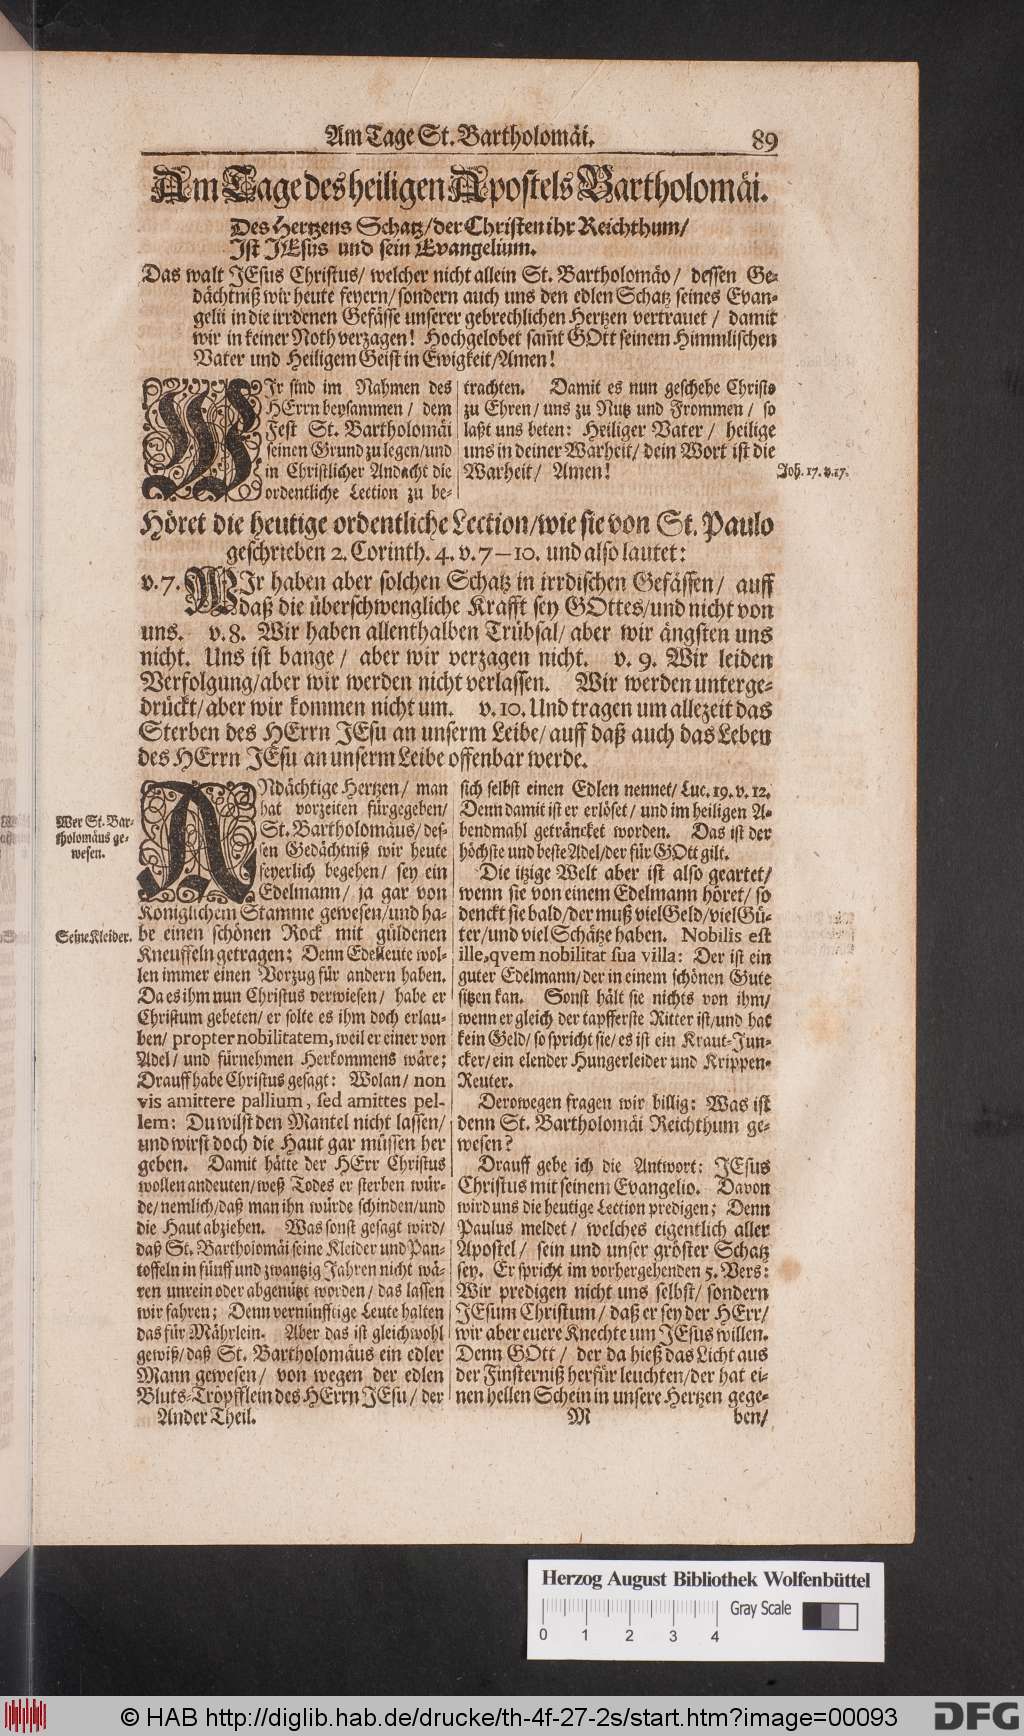 Am Tage St. Bartholomäi. 89
Am Tage des heiligen Apostels Bartholomäi.
Des Hertzens Schatz/ der Christen ihr Reichthum/
Ist JEsus und sein Evangelium.
Das walt JEsus Christus/ welcher nicht allein St. Bartholomäo/ dessen Ge-
dächtniß wir heute feyern/ sondern auch uns den edlen Schatz seines Evan-
gelii in die irrdenen Gefässe unserer gebrechlichen Hertzen vertrauet/ damit
wir in keiner Noth verzagen! Hochgelobet sam̃t GOtt seinem Himmlischen
Vater und Heiligem Geist in Ewigkeit/ Amen!
WIr sind im Nahmen des
HErrn beysammen/ dem
Fest St. Bartholomäi
seinen Grund zu legen/ und
in Christlicher Andacht die
ordentliche Lection zu be-
trachten. Damit es nun geschehe Christo
zu Ehren/ uns zu Nutz und Frommen/ so
laßt uns beten: Heiliger Vater/ heilige
uns in deiner Warheit/ dein Wort ist die
Warheit/ Amen!
Joh. 17. v. 17.
Höret die heutige ordentliche Lection/ wie sie von St. Paulo
geschrieben 2. Corinth. 4. v. 7—10. und also lautet:
v. 7. WIr haben aber solchen Schatz in irrdischen Gefässen/ auff
daß die überschwengliche Krafft sey GOttes/ und nicht von
uns. v. 8. Wir haben allenthalben Trübsal/ aber wir ängsten uns
nicht. Uns ist bange/ aber wir verzagen nicht. v. 9. Wir leiden
Verfolgung/ aber wir werden nicht verlassen. Wir werden unterge-
drückt/ aber wir kommen nicht um. v. 10. Und tragen um allezeit das
Sterben des HErrn JEsu an unserm Leibe/ auff daß auch das Leben
des HErrn JEsu an unserm Leibe offenbar werde.
ANdächtige Hertzen/ man
hat vorzeiten fürgegeben/
St. Bartholomäus/ des-
sen Gedächtniß wir heute
feyerlich begehen/ sey ein
Edelmann/ ja gar von
Königlichem Stamme gewesen/ und ha-
be einen schönen Rock mit güldenen
Kneuffeln getragen; Denn Edelleute wol-
len immer einen Vorzug für andern haben.
Da es ihm nun Christus verwiesen/ habe er
Christum gebeten/ er solte es ihm doch erlau-
ben/ propter nobilitatem, weil er einer von
Adel/ und fürnehmen Herkommens wäre;
Drauff habe Christus gesagt: Wolan/ non
vis amittere pallium, sed amittes pel-
lem: Du wilst den Mantel nicht lassen/
und wirst doch die Haut gar müssen her
geben. Damit hätte der HErr Christus
wollen andeuten/ weß Todes er sterben wür-
de/ nemlich/ daß man ihn würde schinden/ und
die Haut abziehen. Was sonst gesagt wird/
daß St. Bartholomäi seine Kleider und Pan-
toffeln in fünff und zwantzig Jahren nicht wä-
ren unrein oder abgenützt worden/ das lassen
wir fahren; Denn vernünfftige Leute halten
das für Mährlein. Aber das ist gleichwohl
gewiß/ daß St. Bartholomäus ein edler
Mann gewesen/ von wegen der edlen
Bluts-Tröpfflein des HErrn JEsu/ der
Wer St. Bar-
tholomäus ge-
wesen.
Seine Kleider.
sich selbst einen Edlen nennet/ Luc. 19. v. 12.
Denn damit ist er erlöset/ und im heiligen A-
bendmahl geträncket worden. Das ist der
höchste und beste Adel/ der für GOtt gilt.
Die itzige Welt aber ist also geartet/
wenn sie von einem Edelmann höret/ so
denckt sie bald/ der muß viel Geld/ viel Gü-
ter/ und viel Schätze haben. Nobilis est
ille, qvem nobilitat sua villa: Der ist ein
guter Edelmann/ der in einem schönen Gute
sitzen kan. Sonst hält sie nichts von ihm/
wenn er gleich der tapfferste Ritter ist/ und hat
kein Geld/ so spricht sie/ es ist ein Kraut-Jun-
cker/ ein elender Hungerleider und Krippen-
Reuter.
Derowegen fragen wir billig: Was ist
denn St. Bartholomäi Reichthum ge-
wesen?
Drauff gebe ich die Antwort: JEsus
Christus mit seinem Evangelio. Davon
wird uns die heutige Lection predigen; Denn
Paulus meldet/ welches eigentlich aller
Apostel/ sein und unser gröster Schatz
sey. Er spricht im vorhergehenden 5. Vers:
Wir predigen nicht uns selbst/ sondern
JEsum Christum/ daß er sey der HErr/
wir aber euere Knechte um JEsus willen.
Denn GOtt/ der da hieß das Licht aus
der Finsterniß herfür leuchten/ der hat ei-
nen hellen Schein in unsere Hertzen gege-
Ander Theil. M ben/
Herzog August Bibliothek Wolfenbüttel
Gray Scale
0 1 2 3 4
© HAB http://diglib.hab.de/drucke/th-4f-27-2s/start.htm?image=00093
DFG